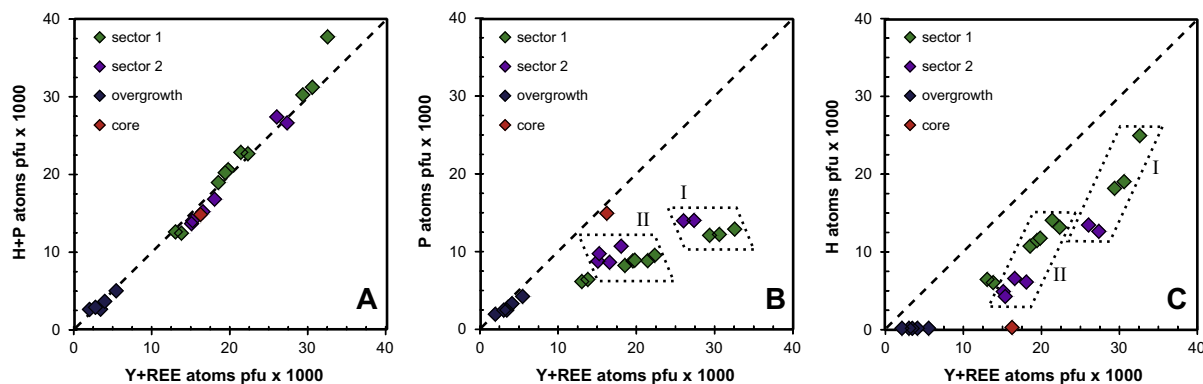 40
30
20
10
0
H+P atoms pfu x 1000
sector 1
sector 2
overgrowth
core
A
0
10
20
30
40
Y+REE atoms pfu x 1000
40
30
20
10
0
P atoms pfu x 1000
sector 1
sector 2
overgrowth
core
I
II
B
0
10
20
30
40
Y+REE atoms pfu x 1000
40
30
20
10
0
H atoms pfu x 1000
sector 1
sector 2
overgrowth
core
I
II
C
0
10
20
30
40
Y+REE atoms pfu x 1000